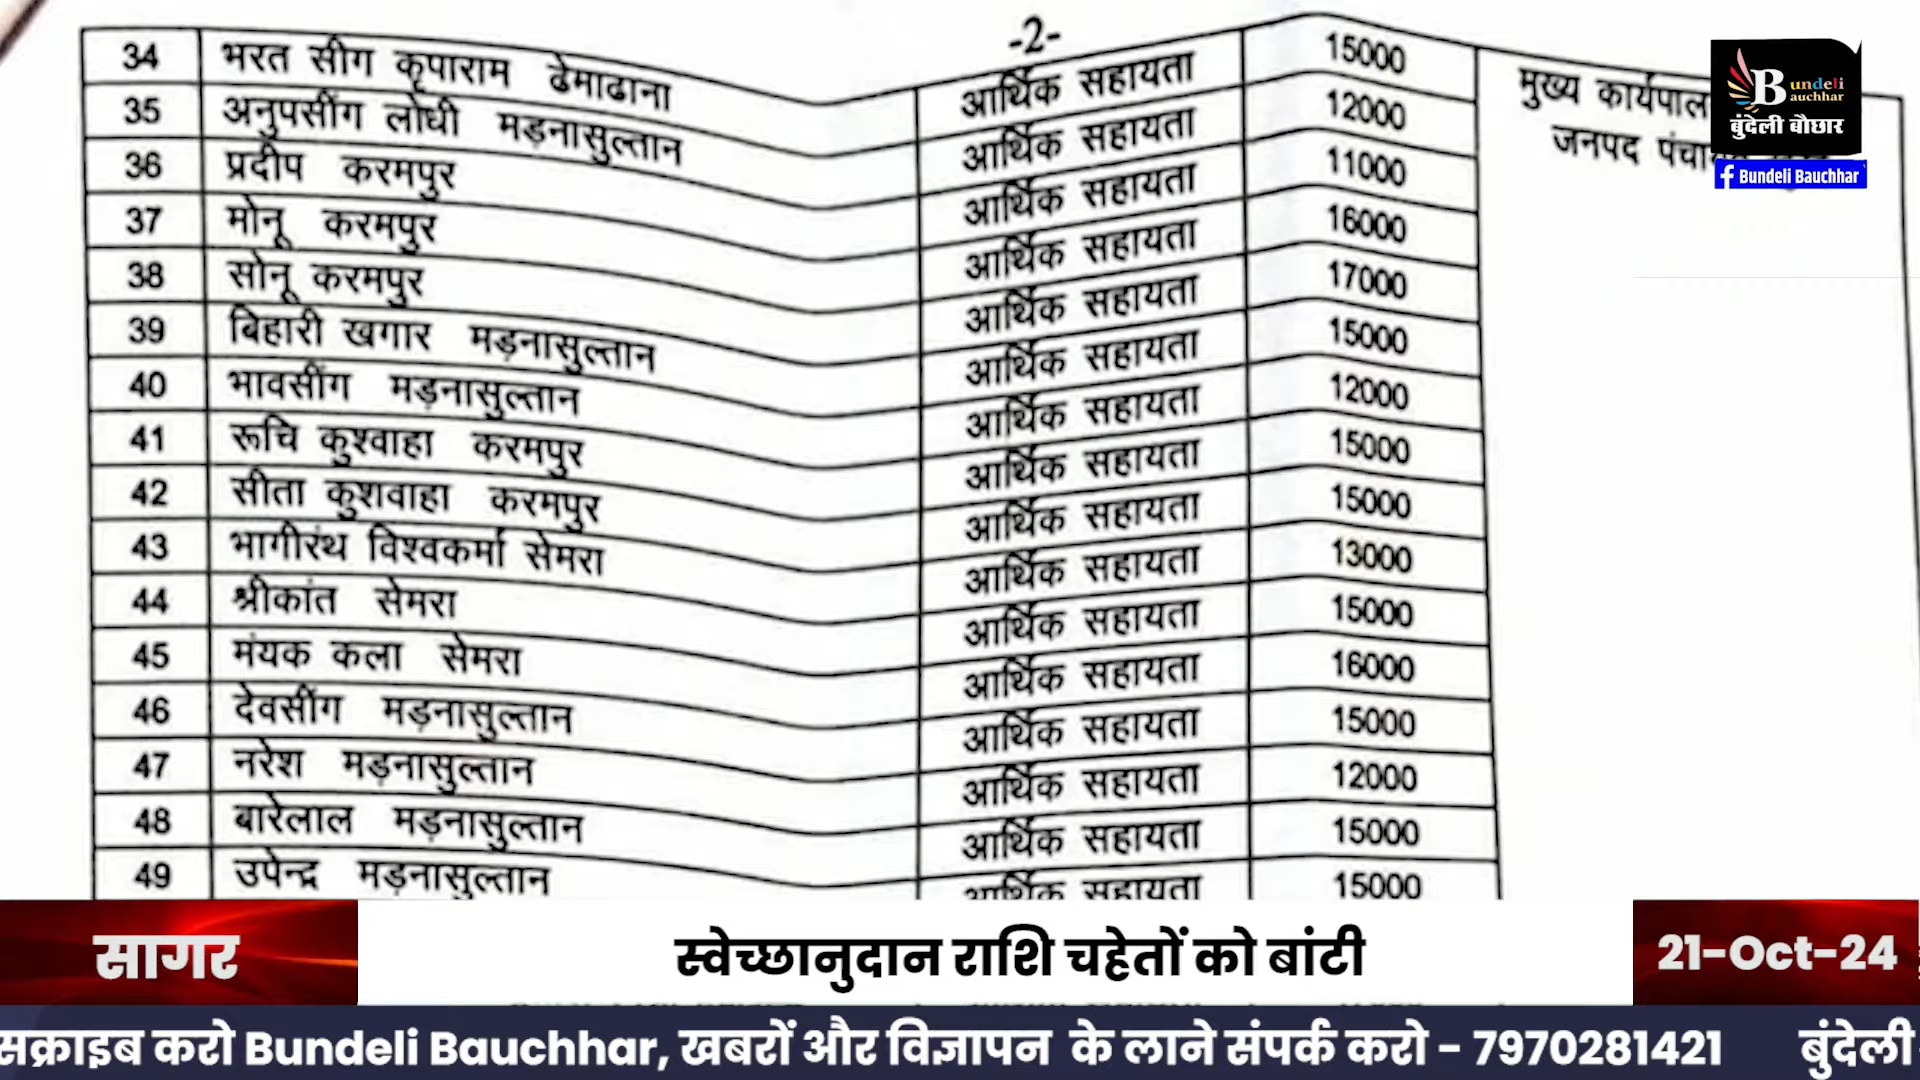 -2-
34 भरत सींग कृपाराम ढेमाढाना आर्थिक सहायता 15000
मुख्य कार्यपाल
जनपद
35 अनुपसींग लोधी मड़नासुल्तान आर्थिक सहायता 12000
36 प्रदीप करमपुर आर्थिक सहायता 11000
37 मोनू करमपुर आर्थिक सहायता 16000
38 सोनू करमपुर आर्थिक सहायता 17000
39 बिहारी खगार मड़नासुल्तान आर्थिक सहायता 15000
40 भावसींग मड़नासुल्तान आर्थिक सहायता 12000
41 रूचि कुश्वाहा करमपुर आर्थिक सहायता 15000
42 सीता कुशवाहा करमपुर आर्थिक सहायता 15000
43 भागीरंथ विश्वकर्मा सेमरा आर्थिक सहायता 13000
44 श्रीकांत सेमरा आर्थिक सहायता 15000
45 मंयक कला सेमरा आर्थिक सहायता 16000
46 देवसींग मड़नासुल्तान आर्थिक सहायता 15000
47 नरेश मड़नासुल्तान आर्थिक सहायता 12000
48 बारेलाल मड़नासुल्तान आर्थिक सहायता 15000
49 उपेन्द्र मड़नासुल्तान आर्थिक सहायता 15000
Bundeli
Bauchhar
बुंदेली बौछार
f Bundeli Bauchhar
सागर
स्वेच्छानुदान राशि चहेतों को बांटी
21-Oct-24
सक्राइब करो Bundeli Bauchhar, खबरों और विज्ञापन के लाने संपर्क करो - 7970281421 बुंदेली